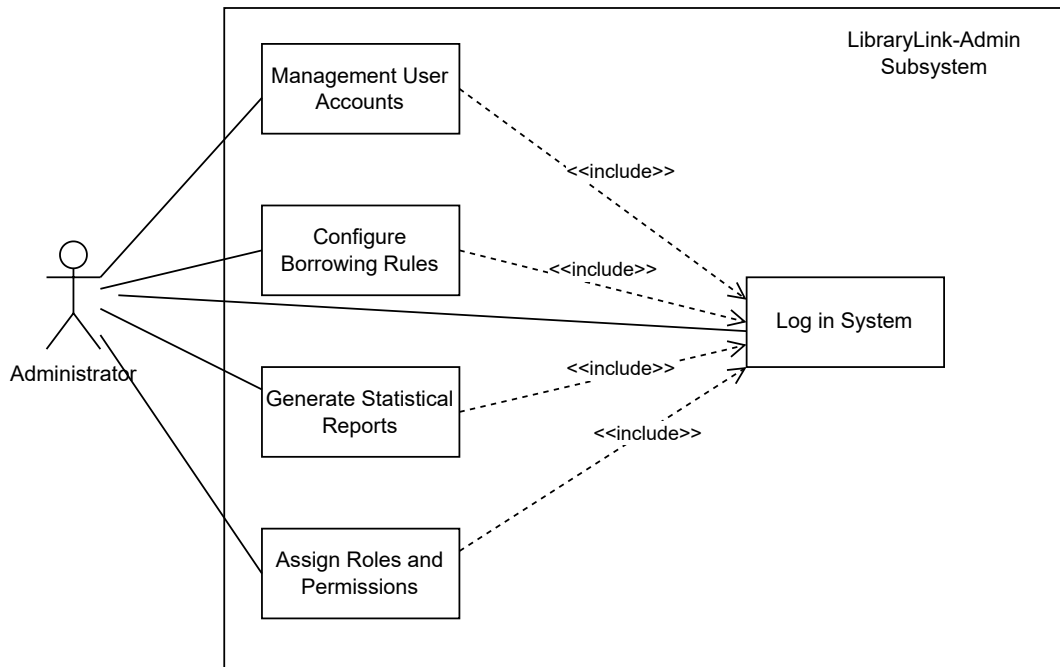 LibraryLink-Admin
Subsystem
Management User
Accounts
<<include>>
Configure
Borrowing Rules
<<include>>
Log in System
Administrator
Generate Statistical
Reports
<<include>>
<<include>>
Assign Roles and
Permissions